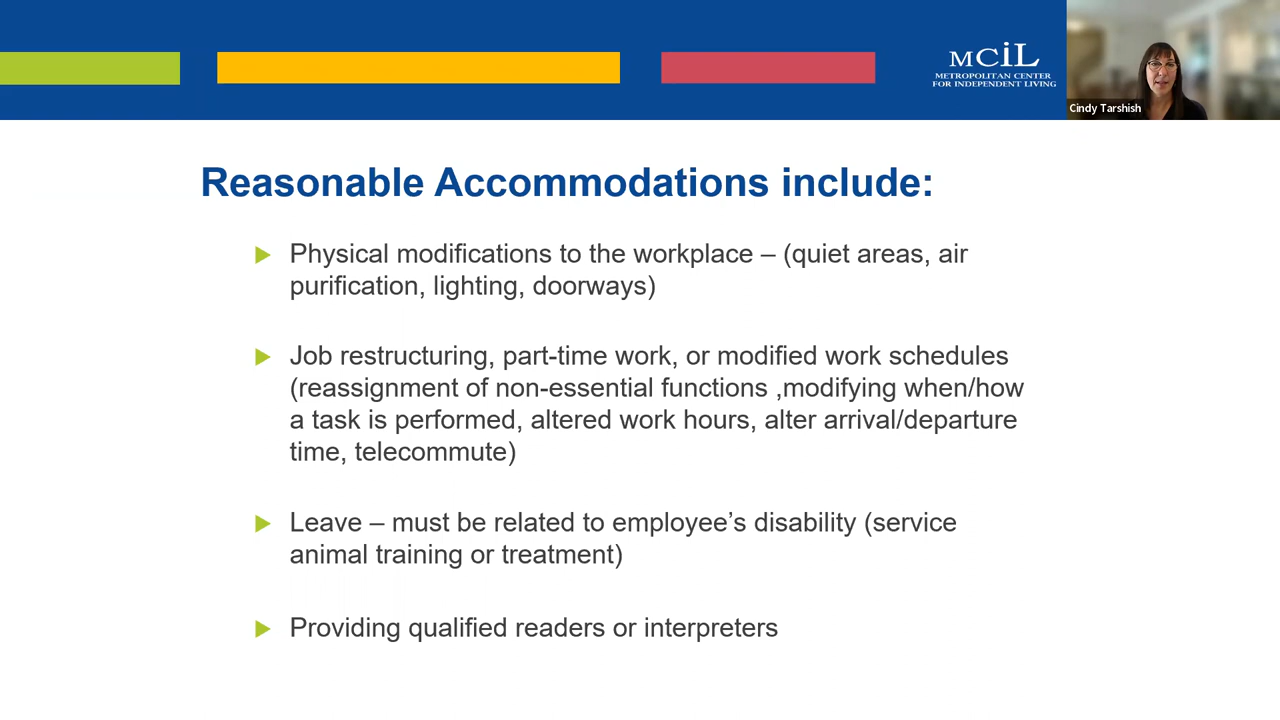 MCiL
METROPOLITAN CENTER
FOR INDEPENDENT LIVING
Cindy Tarshish
Reasonable Accommodations include:
Physical modifications to the workplace – (quiet areas, air
purification, lighting, doorways)
Job restructuring, part-time work, or modified work schedules
(reassignment of non-essential functions ,modifying when/how
a task is performed, altered work hours, alter arrival/departure
time, telecommute)
Leave – must be related to employee’s disability (service
animal training or treatment)
Providing qualified readers or interpreters